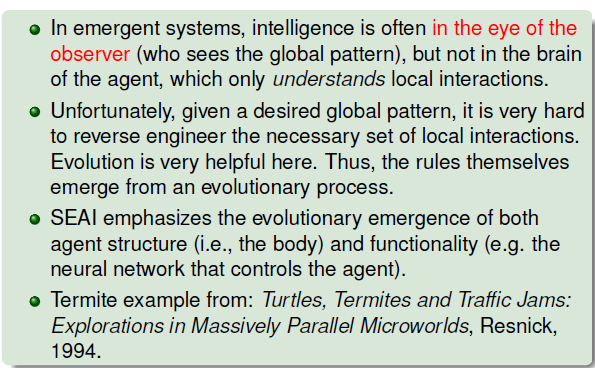 In emergent systems, intelligence is often in the eye of the
observer (who sees the global pattern), but not in the brain
of the agent, which only understands local interactions.
Unfortunately, given a desired global pattern, it is very hard
to reverse engineer the necessary set of local interactions.
Evolution is very helpful here. Thus, the rules themselves
emerge from an evolutionary process.
SEAI emphasizes the evolutionary emergence of both
agent structure (i.e., the body) and functionality (e.g. the
neural network that controls the agent).
Termite example from: Turtles, Termites and Traffic Jams:
Explorations in Massively Parallel Microworlds, Resnick,
1994.